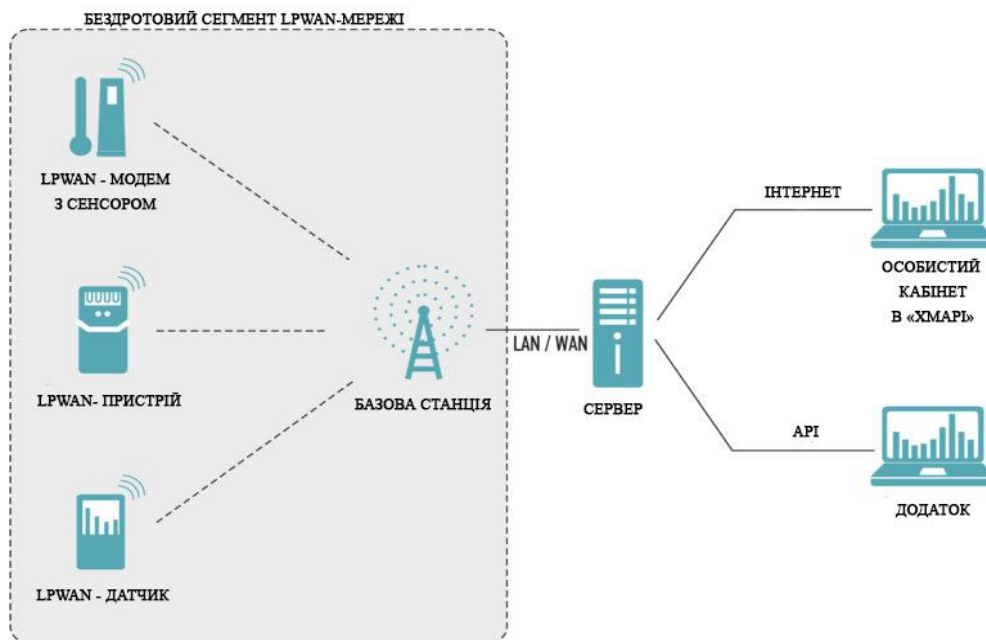 БЕЗДРОТОВИЙ СЕГМЕНТ LPWAN-МЕРЕЖІ
LPWAN - МОДЕМ
З СЕНСОРОМ
LPWAN- ПРИСТРІЙ
LPWAN - ДАТЧИК
БАЗОВА СТАНЦІЯ
LAN / WAN
СЕРВЕР
ІНТЕРНЕТ
ОСОБИСТИЙ
КАБІНЕТ
В «ХМАРІ»
API
ДОДАТОК